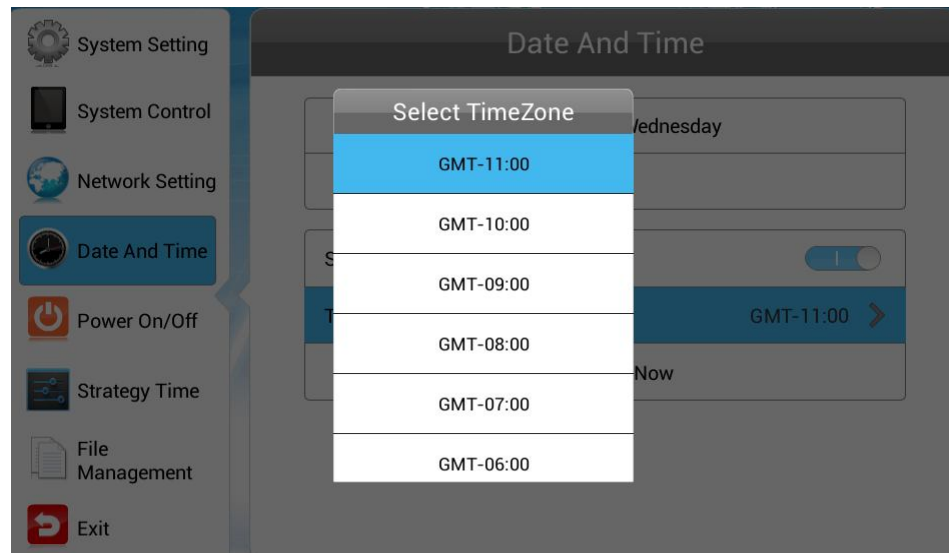 System Setting
System Control
Network Setting
Date And Time
Power On/Off
Strategy Time
File
Management
Exit
Date And Time
Select TimeZone
GMT-11:00
GMT-10:00
GMT-09:00
GMT-08:00
GMT-07:00
GMT-06:00
GMT-11:00
Now